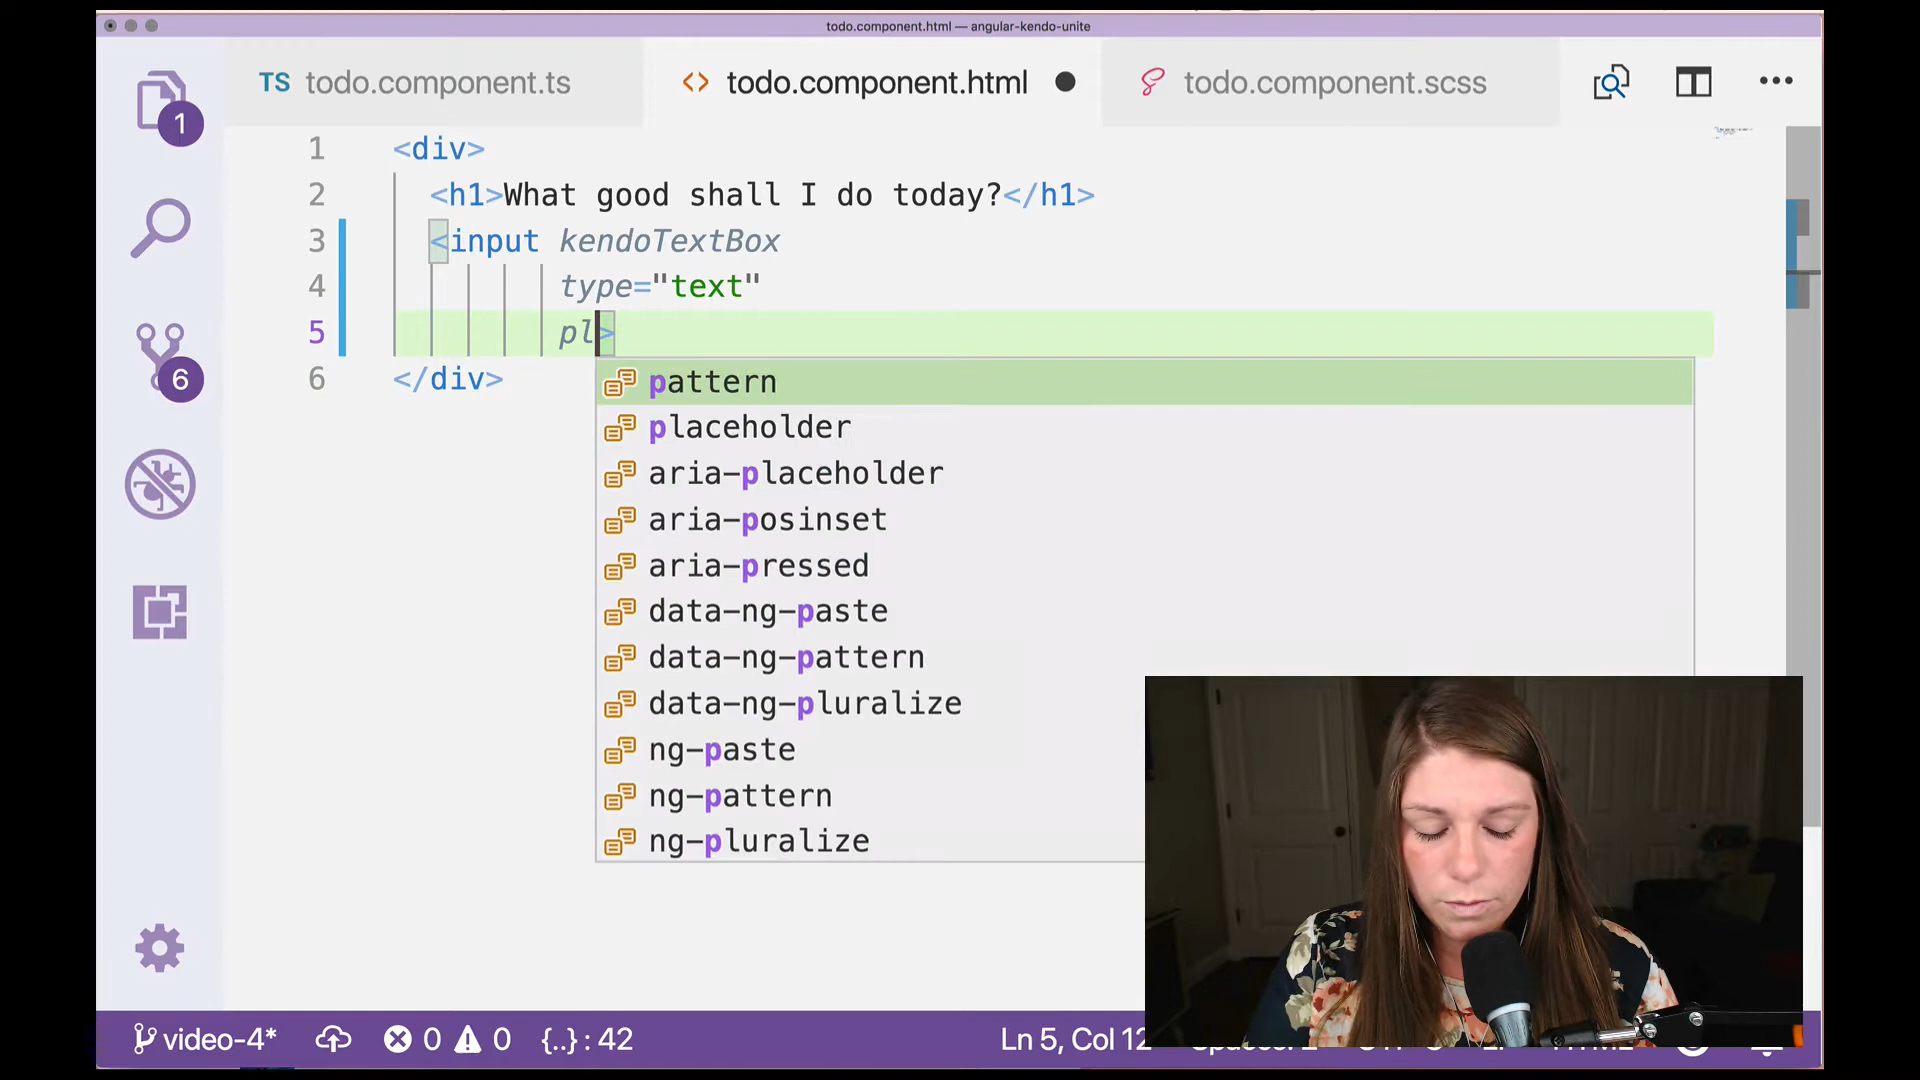 todo.component.html — angular-kendo-unite
TS todo.component.ts
<> todo.component.html
todo.component.scss
1
1 <div>
2 <h1>What good shall I do today?</h1>
3 <input kendoTextBox
4 type="text"
5 pl>
6 </div>
6
pattern
placeholder
aria-placeholder
aria-posinset
aria-pressed
data-ng-paste
data-ng-pattern
data-ng-pluralize
ng-paste
ng-pattern
ng-pluralize
video-4* 0 0 {..} : 42 Ln 5, Col 12